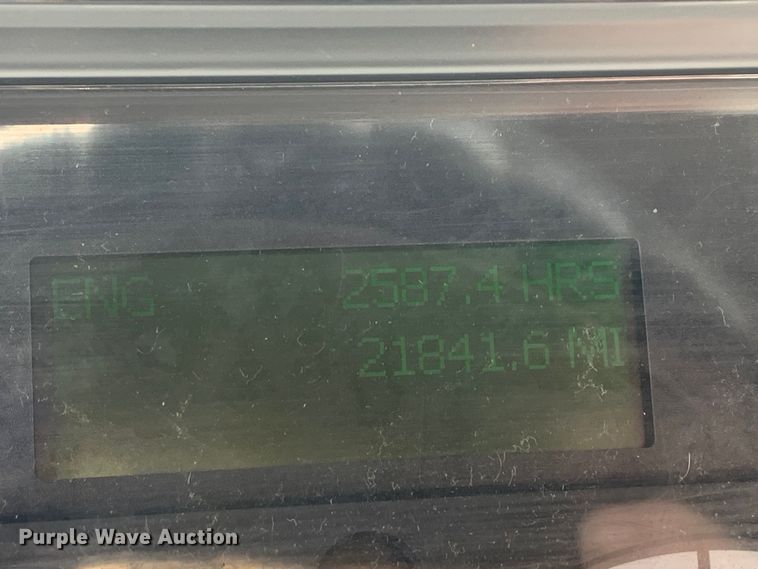 ENG 2587.4 HRS
21841.6 MI
Purple Wave Auction